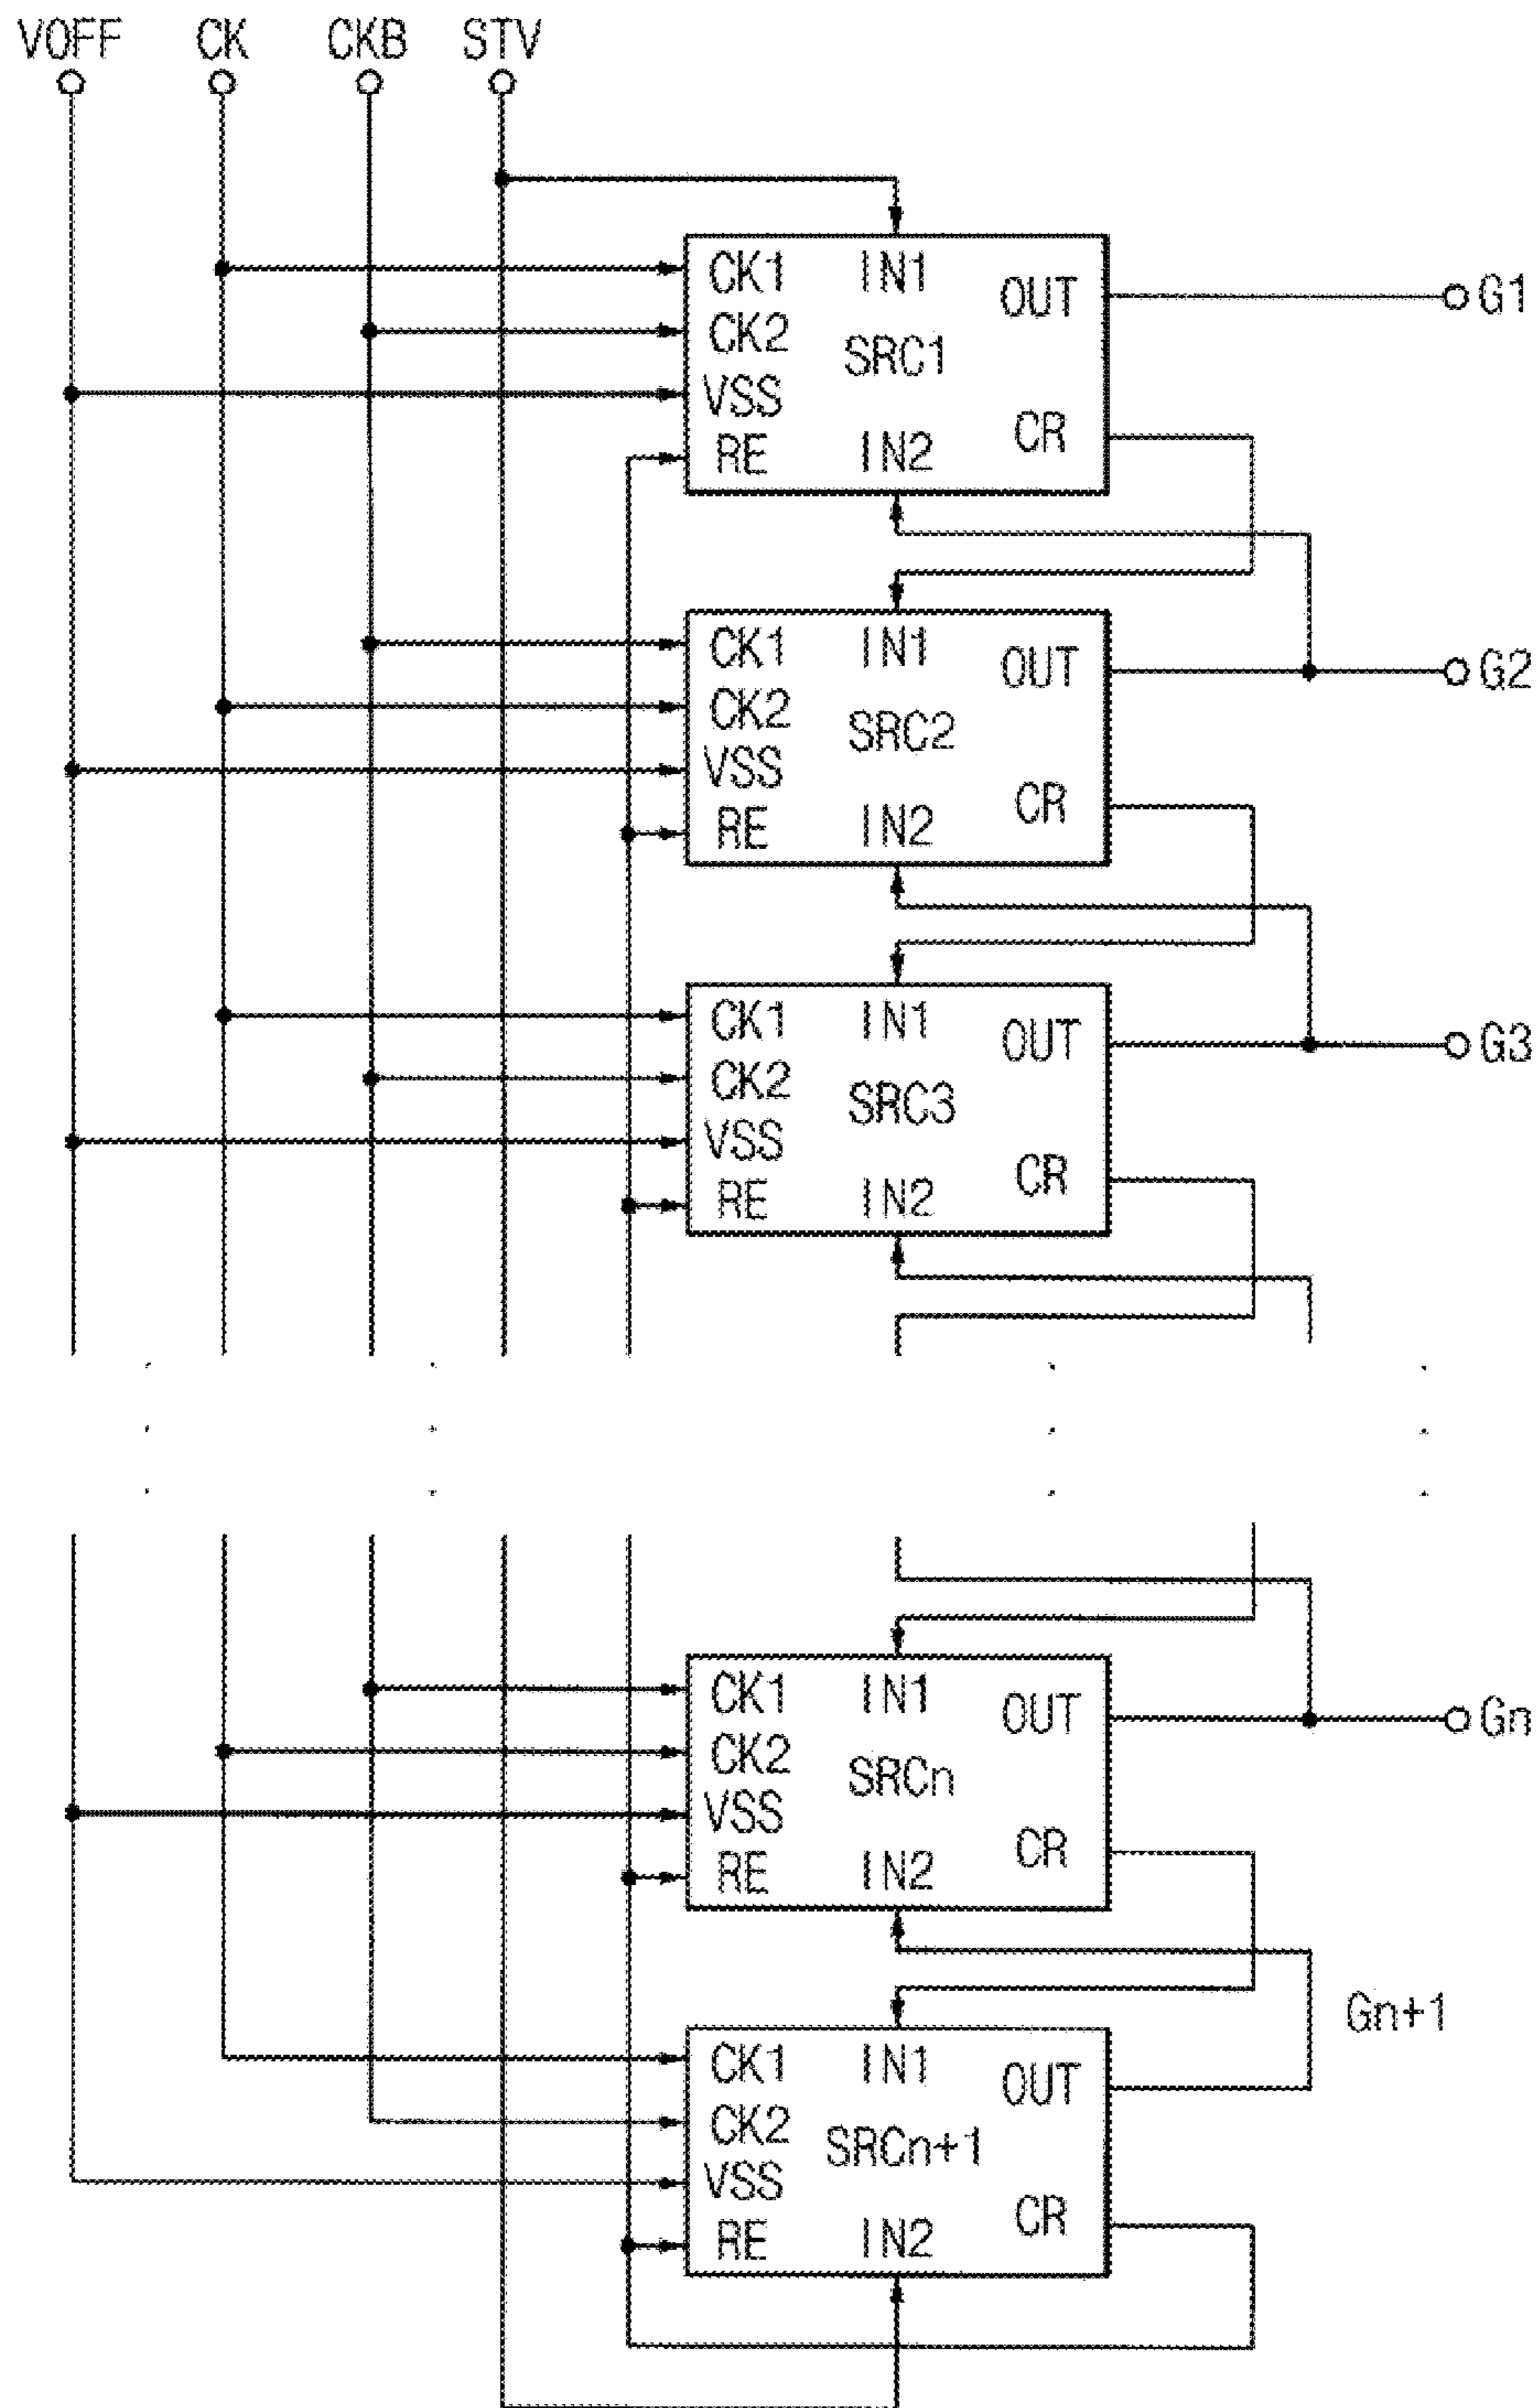 VOFF CK CKB STV
CK1 IN1 OUT G1
CK2 SRC1
VSS
RE IN2 CR
CK1 IN1 OUT G2
CK2 SRC2
VSS
RE IN2 CR
CK1 IN1 OUT G3
CK2 SRC3
VSS
RE IN2 CR
CK1 IN1 OUT Gn
CK2 SRCn
VSS
RE IN2 CR
Gn+1
CK1 IN1 OUT
CK2 SRCn+1
VSS
RE IN2 CR